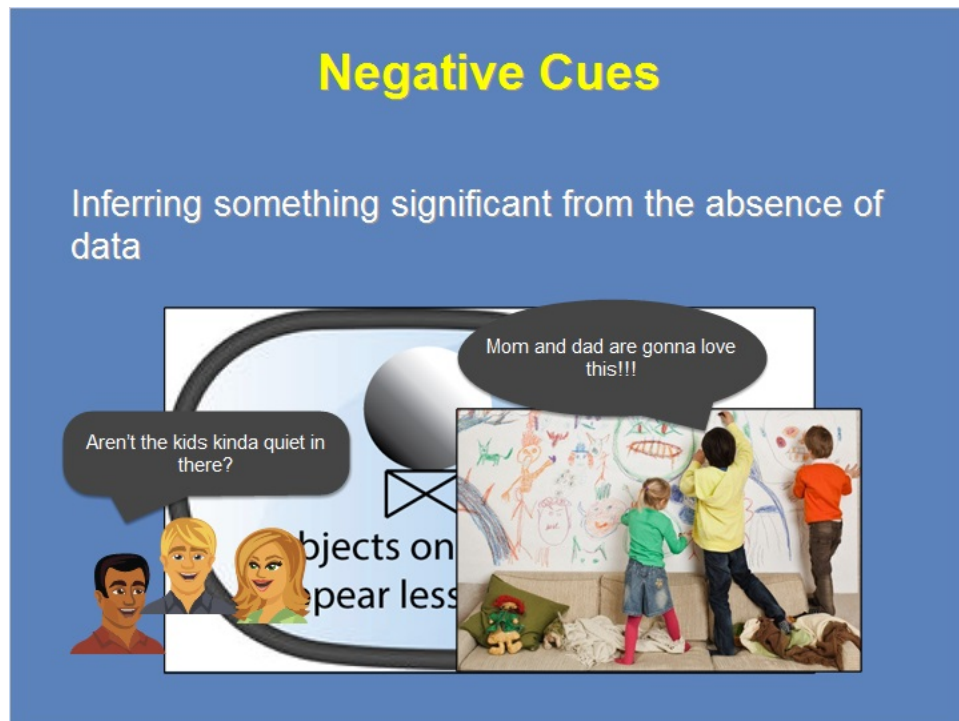 Negative Cues
Inferring something significant from the absence of
data
Mom and dad are gonna love
this!!!
Aren't the kids kinda quiet in
there?
bjects on
pear less